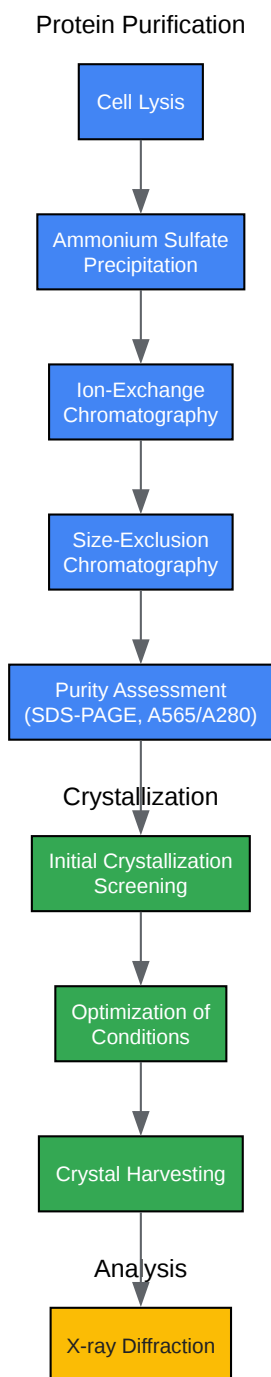 Protein Purification
Cell Lysis
Ammonium Sulfate
Precipitation
Ion-Exchange
Chromatography
Size-Exclusion
Chromatography
Purity Assessment
(SDS-PAGE, A565/A280)
Crystallization
Initial Crystallization
Screening
Optimization of
Conditions
Crystal Harvesting
Analysis
X-ray Diffraction